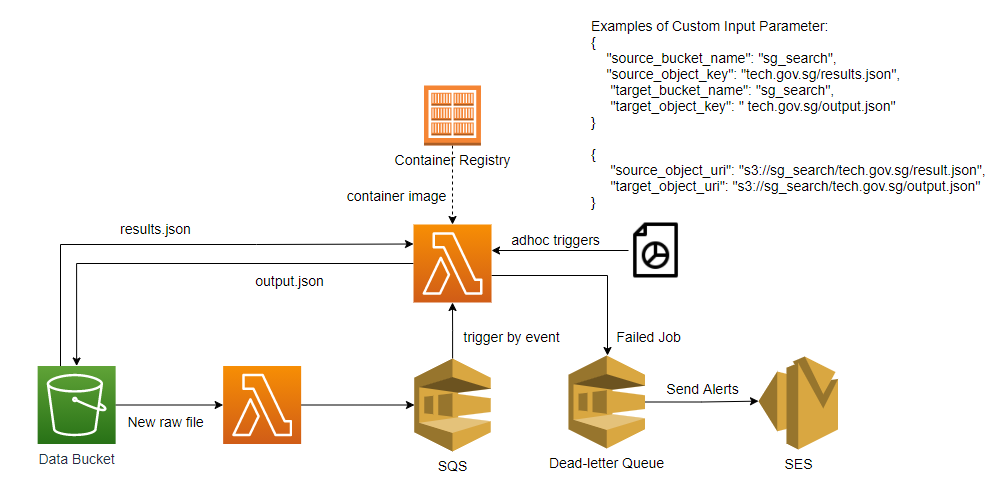 Examples of Custom Input Parameter:
{
"source_bucket_name": "sg_search",
"source_object_key": "tech.gov.sg/results.json",
"target_bucket_name": "sg_search",
"target_object_key": " tech.gov.sg/output.json"
}
{
"source_object_uri": "s3://sg_search/tech.gov.sg/result.json",
"target_object_uri": "s3://sg_search/tech.gov.sg/output.json"
}
Container Registry
container image
results.json
adhoc triggers
output.json
trigger by event
Failed Job
New raw file
Send Alerts
Data Bucket
SQS
Dead-letter Queue
SES